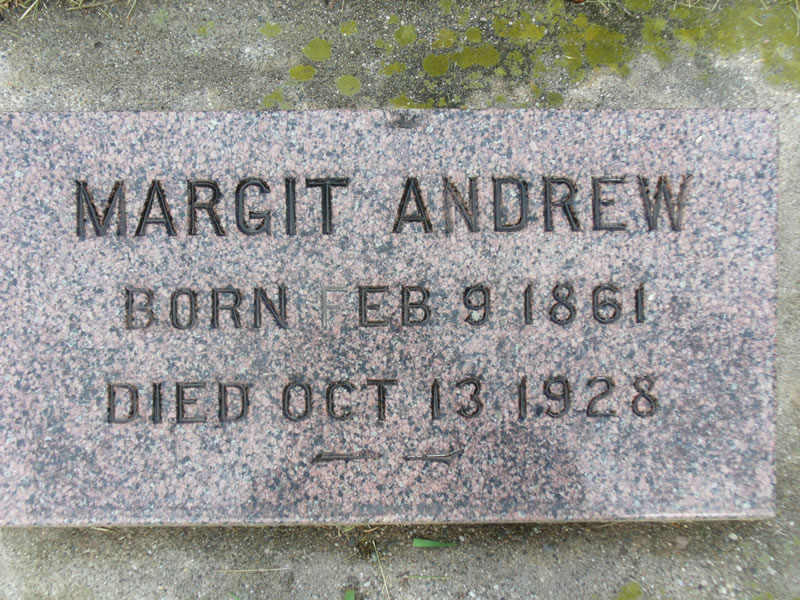 MARGIT ANDREW
BORN FEB 9 1861
DIED OCT 13 1928